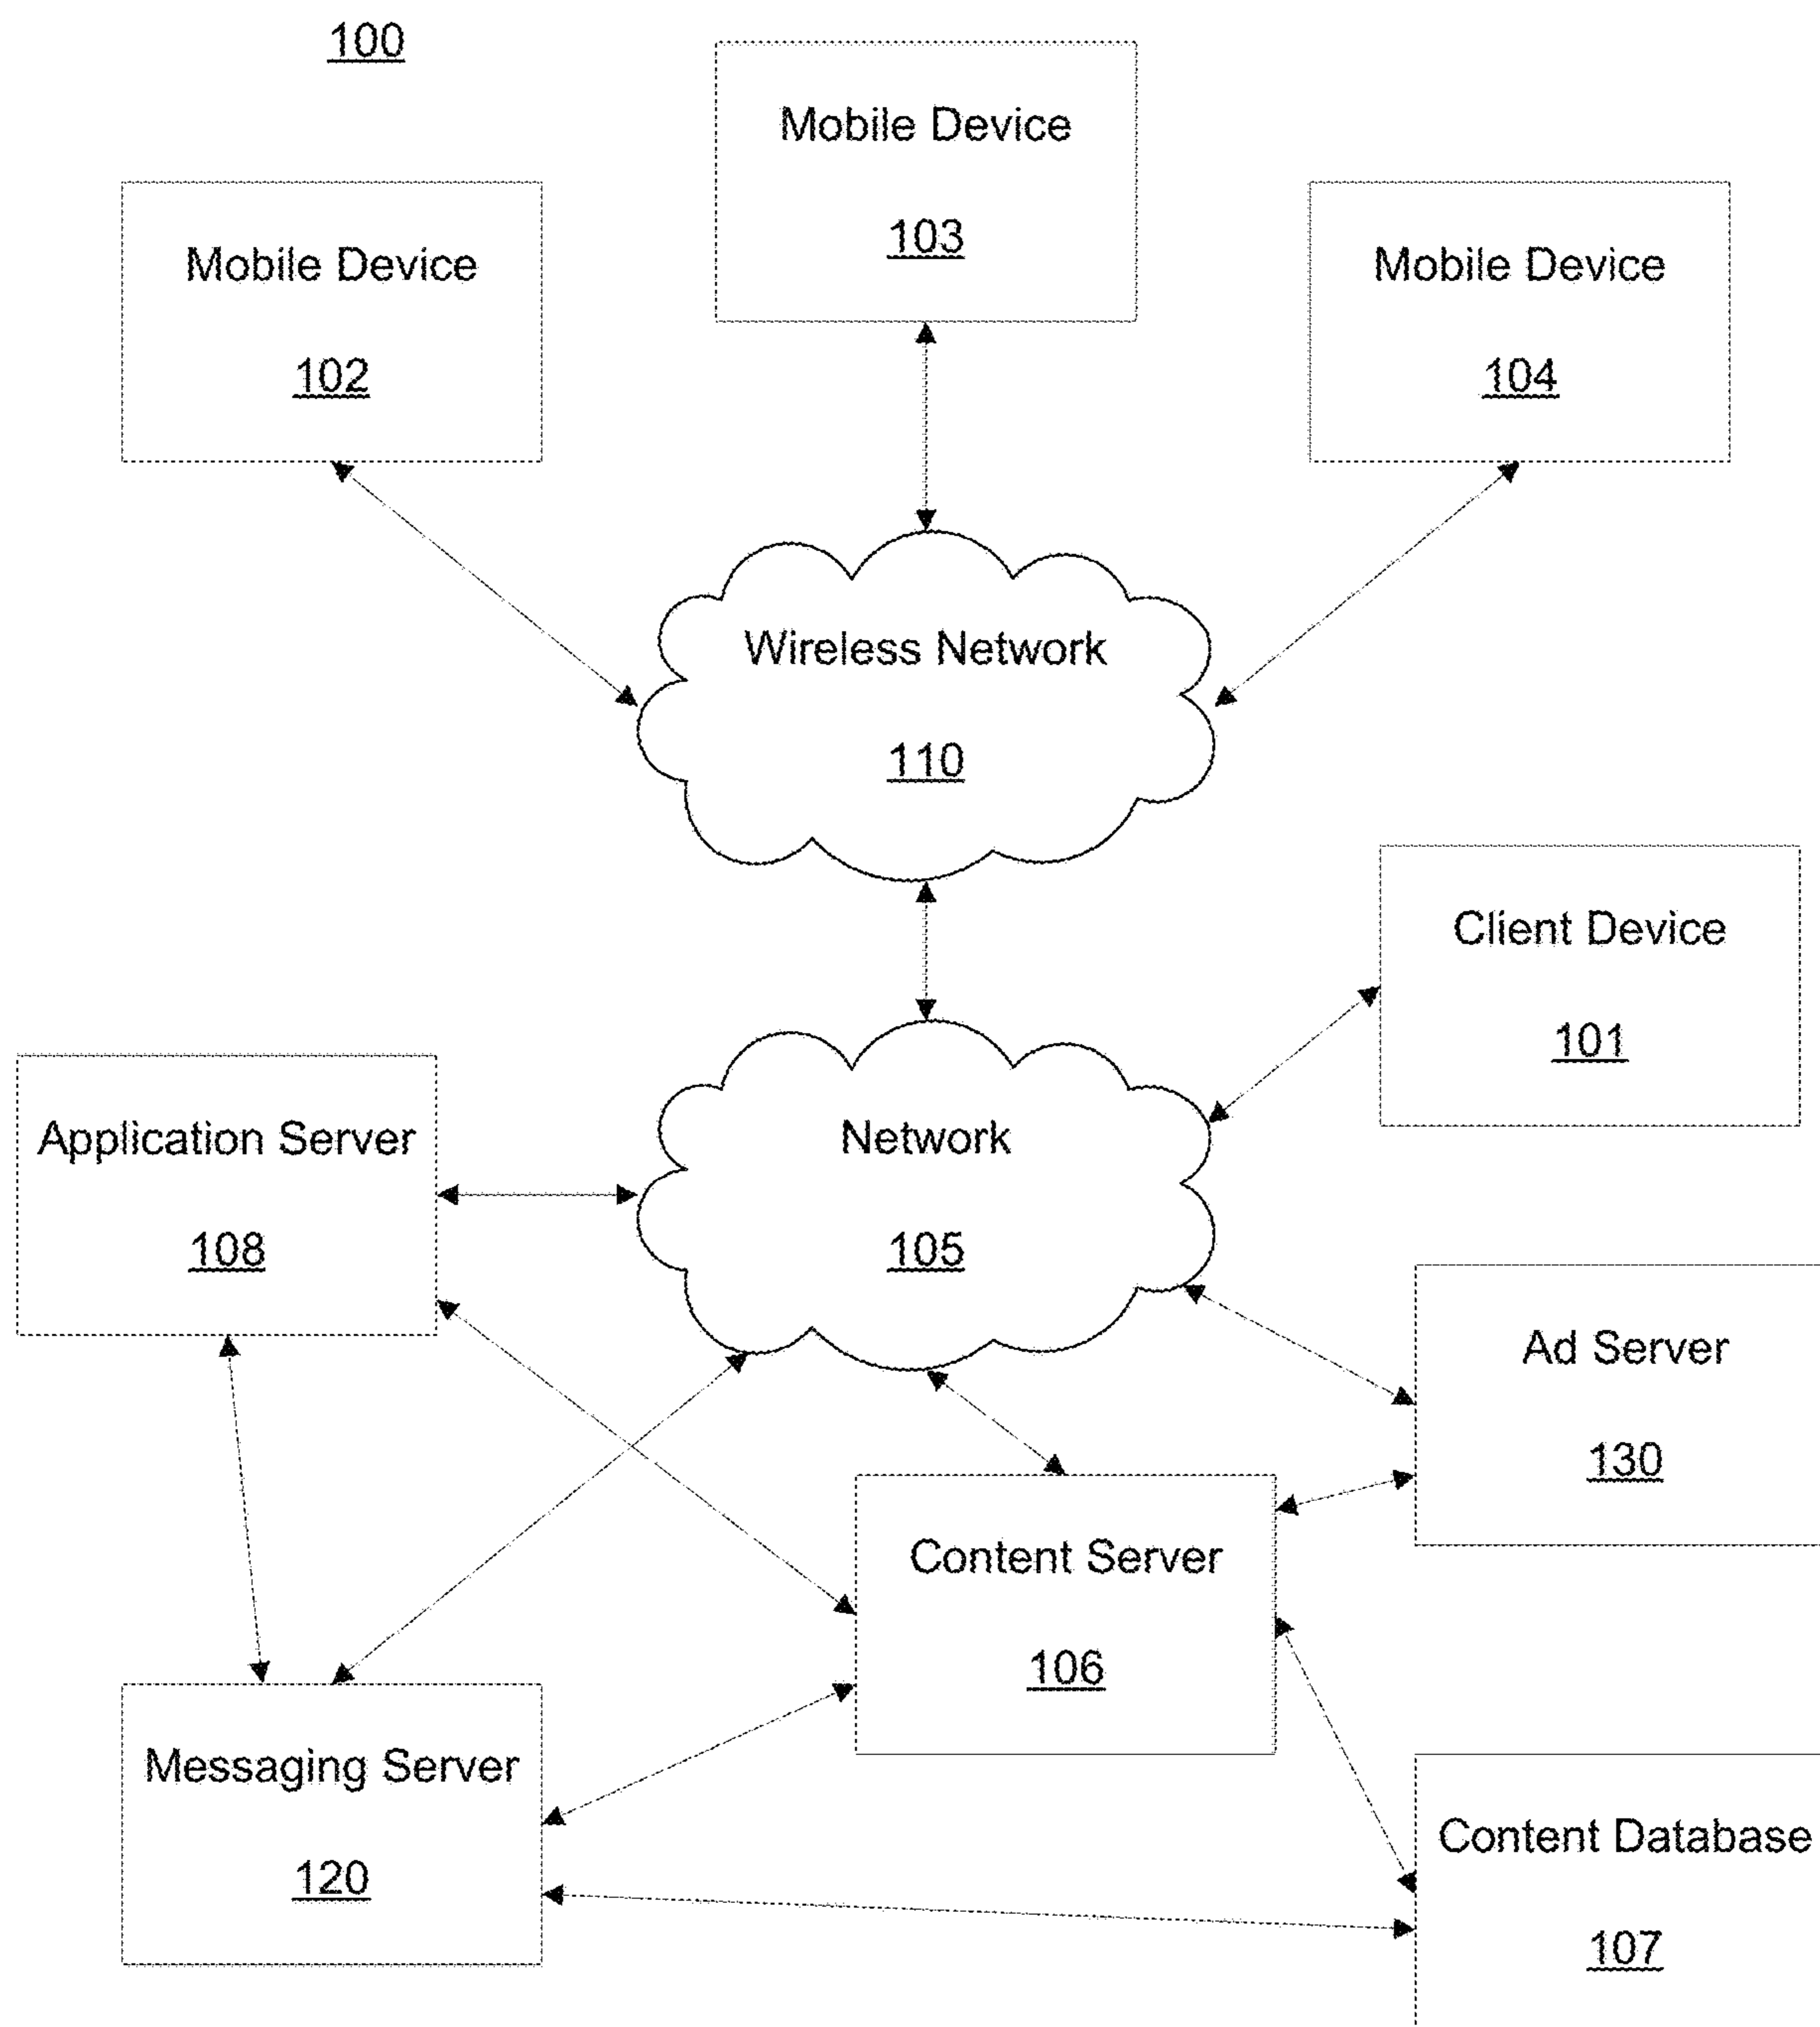 100
Mobile Device
103
Mobile Device
102
Mobile Device
104
Wireless Network
110
Client Device
101
Application Server
108
Network
105
Ad Server
130
Content Server
106
Messaging Server
120
Content Database
107